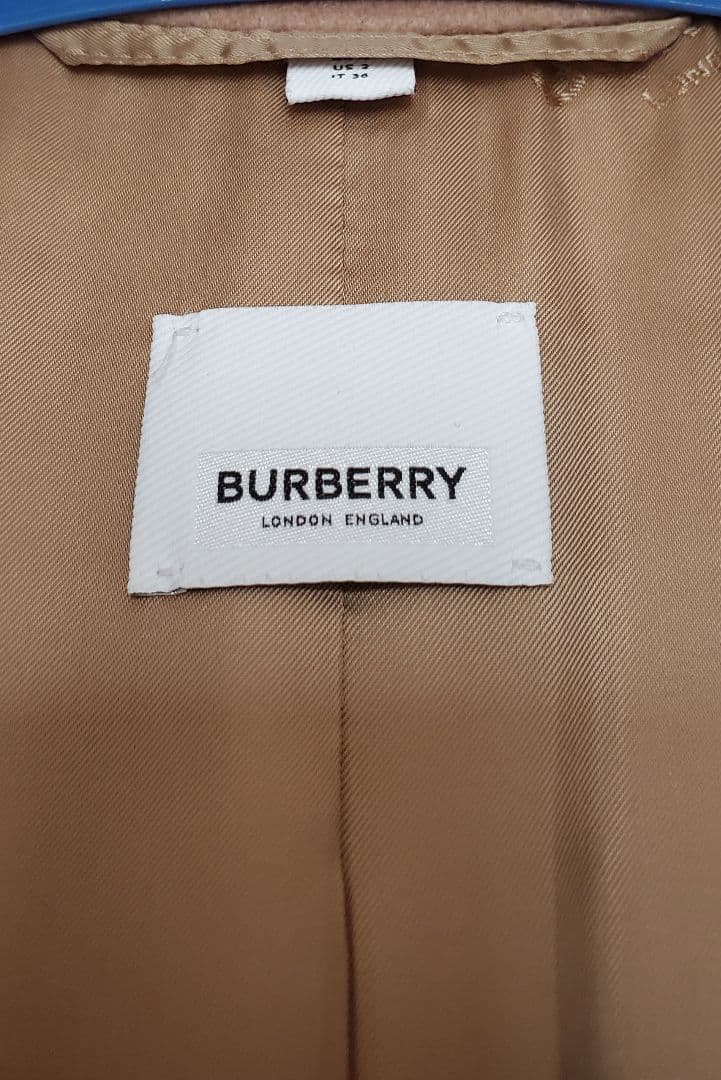 US 2
IT 36
BURBERRY
LONDON ENGLAND